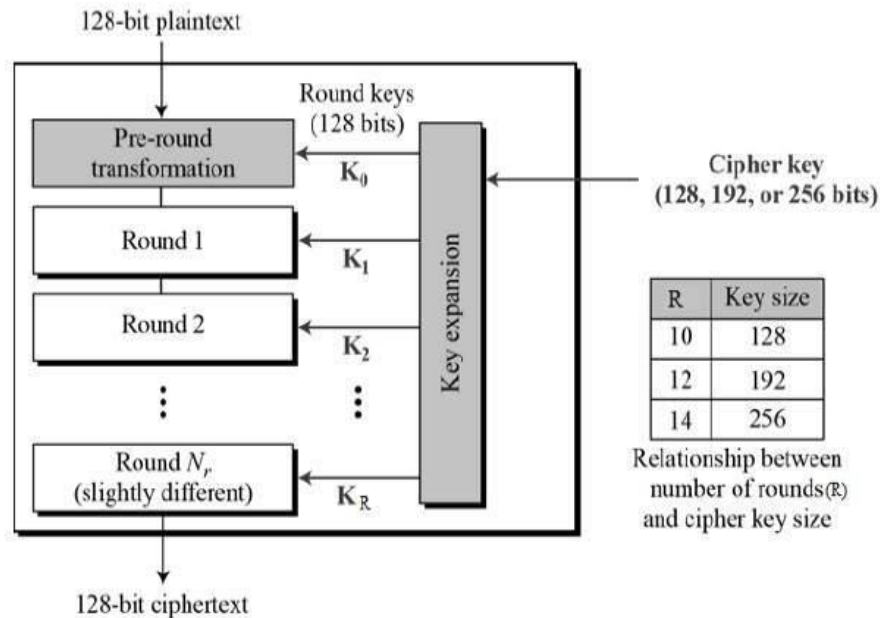 128-bit plaintext
Round keys
(128 bits)
Pre-round
transformation
K₀
Cipher key
(128, 192, or 256 bits)
Round 1
K₁
Round 2
K₂
Key expansion
Round Nᵣ
(slightly different)
K_R
R Key size
10 128
12 192
14 256
Relationship between
number of rounds(R)
and cipher key size
128-bit ciphertext